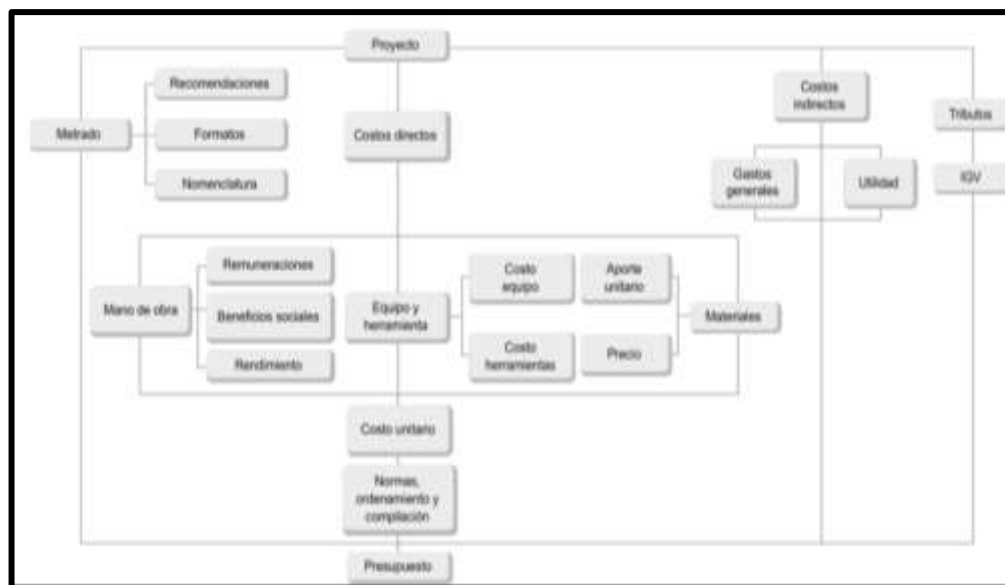 Proyecto
Recomendaciones
Metrado
Formatos
Nomenclatura
Costos directos
Costos
indirectos
Gastos
generales
Utilidad
Tributos
IGV
Mano de obra
Remuneraciones
Beneficios sociales
Rendimiento
Equipo y
herramienta
Costo
equipo
Costo
herramientas
Aporte
unitario
Precio
Materiales
Costo unitario
Normas,
ordenamiento y
compilación
Presupuesto